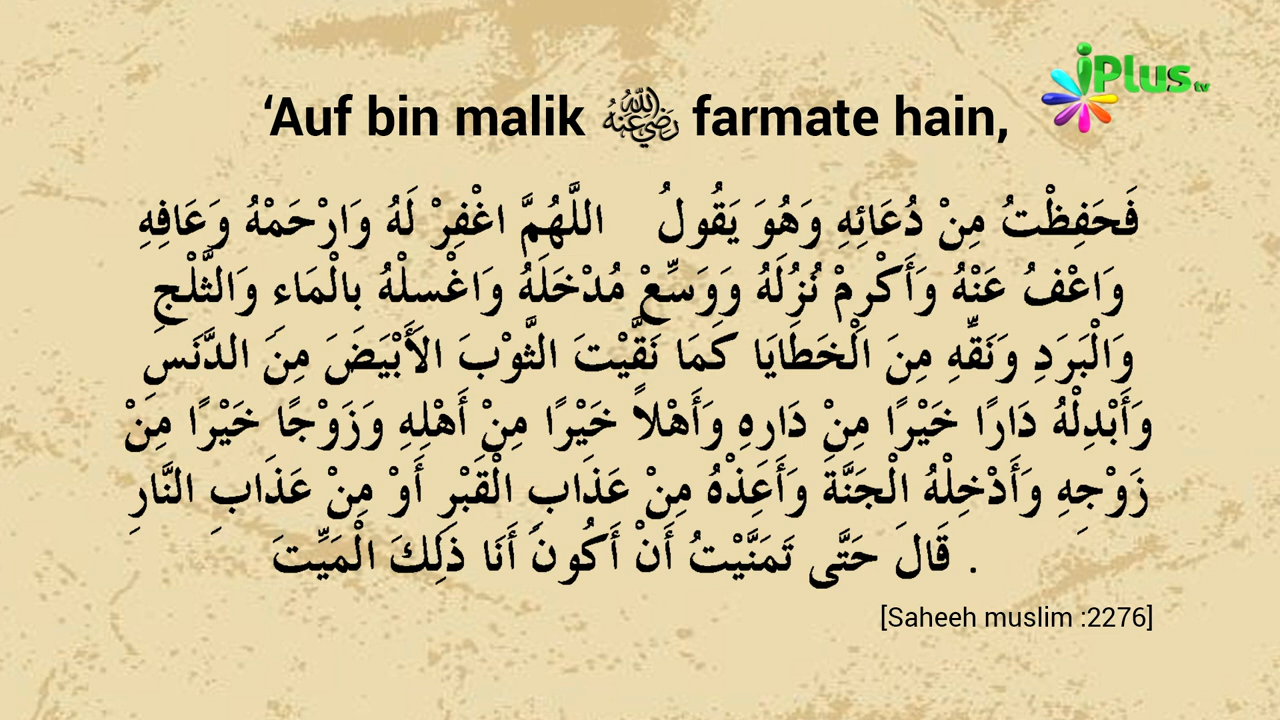 iPlus tv
‘Auf bin malik رضي الله عنه farmate hain,
فَحَفِظْتُ مِنْ دُعَائِهِ وَهُوَ يَقُولُ اللَّهُمَّ اغْفِرْ لَهُ وَارْحَمْهُ وَعَافِهِ
وَاعْفُ عَنْهُ وَأَكْرِمْ نُزُلَهُ وَوَسِّعْ مُدْخَلَهُ وَاغْسِلْهُ بِالْمَاءِ وَالثَّلْجِ
وَالْبَرَدِ وَنَقِّهِ مِنَ الْخَطَايَا كَمَا نَقَّيْتَ الثَّوْبَ الأَبْيَضَ مِنَ الدَّنَسِ
وَأَبْدِلْهُ دَارًا خَيْرًا مِنْ دَارِهِ وَأَهْلاً خَيْرًا مِنْ أَهْلِهِ وَزَوْجًا خَيْرًا مِنْ
زَوْجِهِ وَأَدْخِلْهُ الْجَنَّةَ وَأَعِذْهُ مِنْ عَذَابِ الْقَبْرِ أَوْ مِنْ عَذَابِ النَّارِ
. قَالَ حَتَّى تَمَنَّيْتُ أَنْ أَكُونَ أَنَا ذَلِكَ الْمَيِّتَ
[Saheeh muslim :2276]